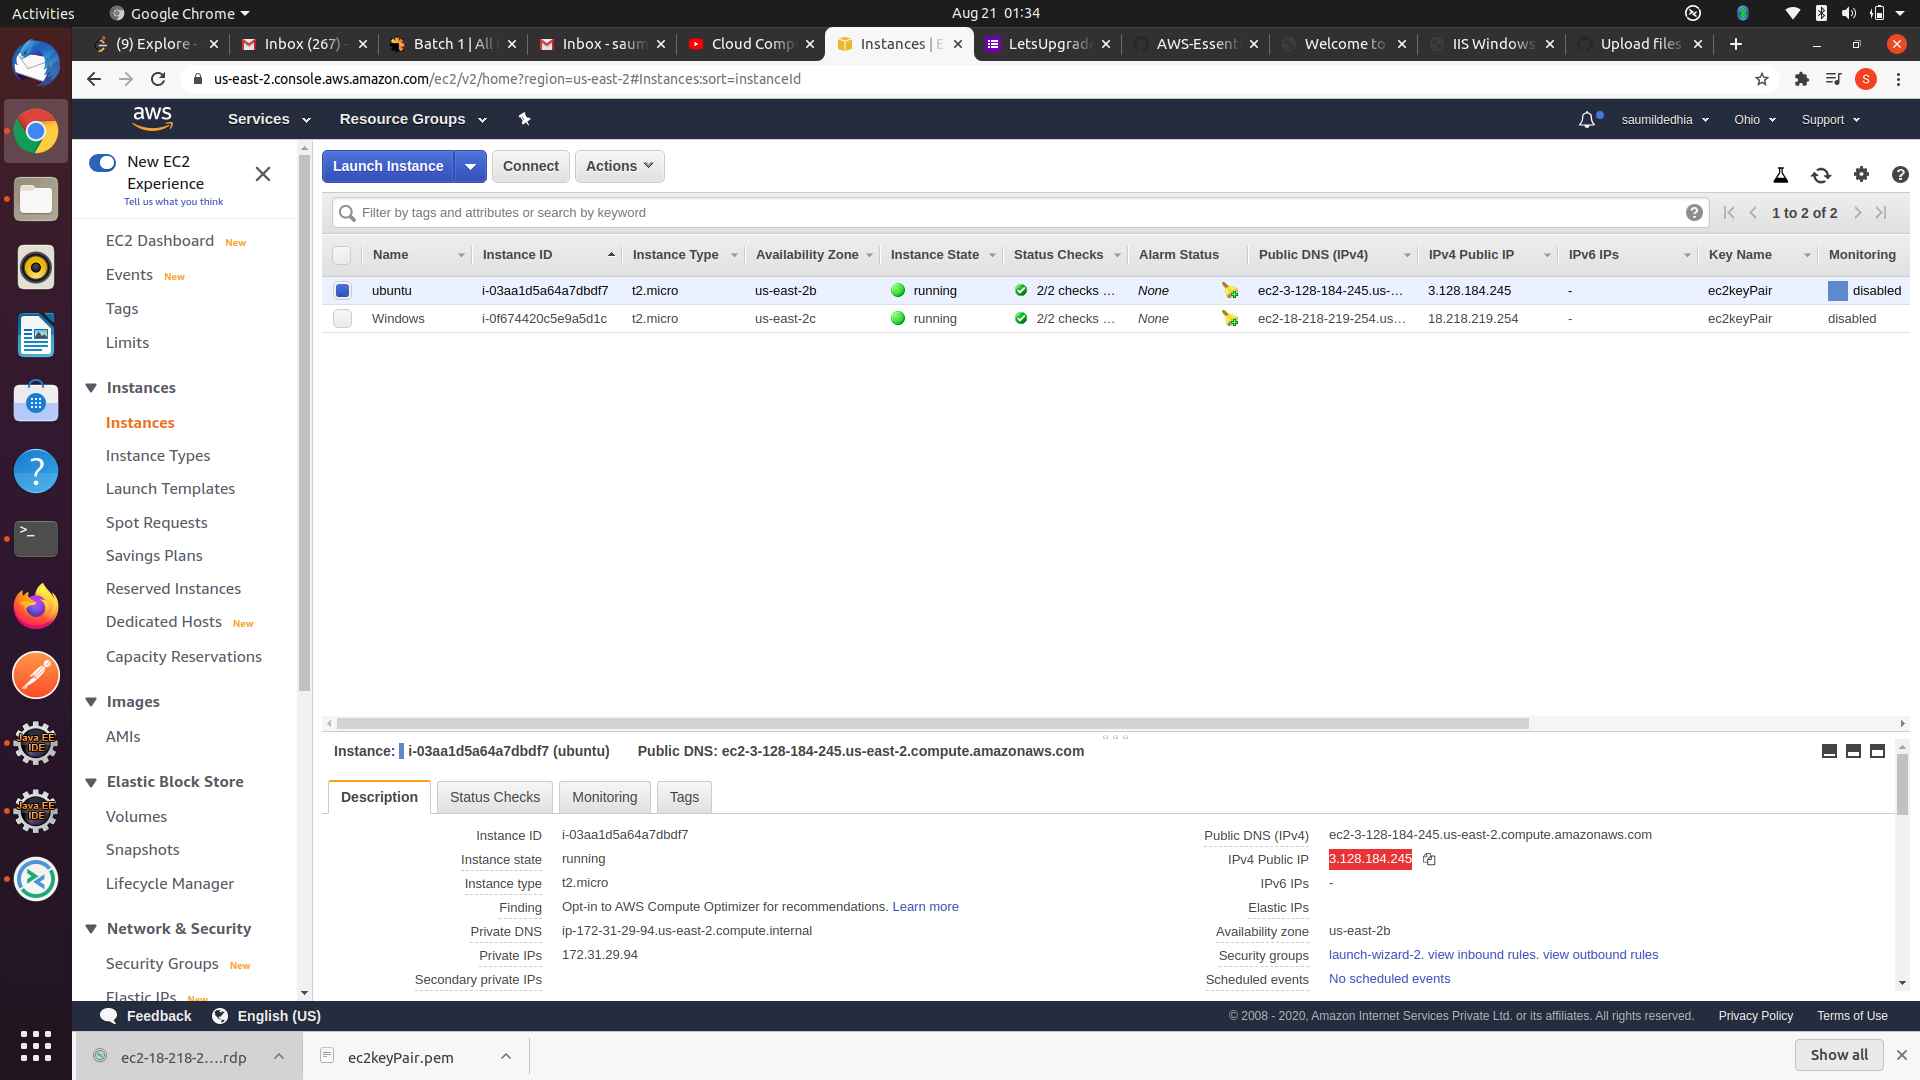 Activities Google Chrome Aug 21 01:34
(9) Explore - Inbox (267) - Batch 1 | All Cloud Comp Instances | E LetsUpgrade AWS-Essent Welcome to IIS Windows Upload files
us-east-2.console.aws.amazon.com/ec2/v2/home?region=us-east-2#Instances:sort=instanceId S
aws Services Resource Groups saumildedhia Ohio Support
New EC2
Experience
Tell us what you think
EC2 Dashboard New
Events New
Tags
Limits
Instances
Instances
Instance Types
Launch Templates
Spot Requests
Savings Plans
Reserved Instances
Dedicated Hosts New
Capacity Reservations
Images
AMIs
Elastic Block Store
Volumes
Snapshots
Lifecycle Manager
Network & Security
Security Groups New
Elastic IPs New
Launch Instance Connect Actions
Filter by tags and attributes or search by keyword 1 to 2 of 2
Name Instance ID Instance Type Availability Zone Instance State Status Checks Alarm Status Public DNS (IPv4) IPv4 Public IP IPv6 IPs Key Name Monitoring
ubuntu i-03aa1d5a64a7dbdf7 t2.micro us-east-2b running 2/2 checks … None ec2-3-128-184-245.us-… 3.128.184.245 - ec2keyPair disabled
Windows i-0f674420c5e9a5d1c t2.micro us-east-2c running 2/2 checks … None ec2-18-218-219-254.us… 18.218.219.254 - ec2keyPair disabled
Instance: i-03aa1d5a64a7dbdf7 (ubuntu) Public DNS: ec2-3-128-184-245.us-east-2.compute.amazonaws.com
Description Status Checks Monitoring Tags
Instance ID i-03aa1d5a64a7dbdf7 Public DNS (IPv4) ec2-3-128-184-245.us-east-2.compute.amazonaws.com
Instance state running IPv4 Public IP 3.128.184.245
Instance type t2.micro IPv6 IPs -
Finding Opt-in to AWS Compute Optimizer for recommendations. Learn more Elastic IPs
Private DNS ip-172-31-29-94.us-east-2.compute.internal Availability zone us-east-2b
Private IPs 172.31.29.94 Security groups launch-wizard-2. view inbound rules. view outbound rules
Secondary private IPs Scheduled events No scheduled events
Java EE
IDE
Java EE
IDE
Feedback English (US) © 2008 - 2020, Amazon Internet Services Private Ltd. or its affiliates. All rights reserved. Privacy Policy Terms of Use
ec2-18-218-2….rdp ec2keyPair.pem Show all